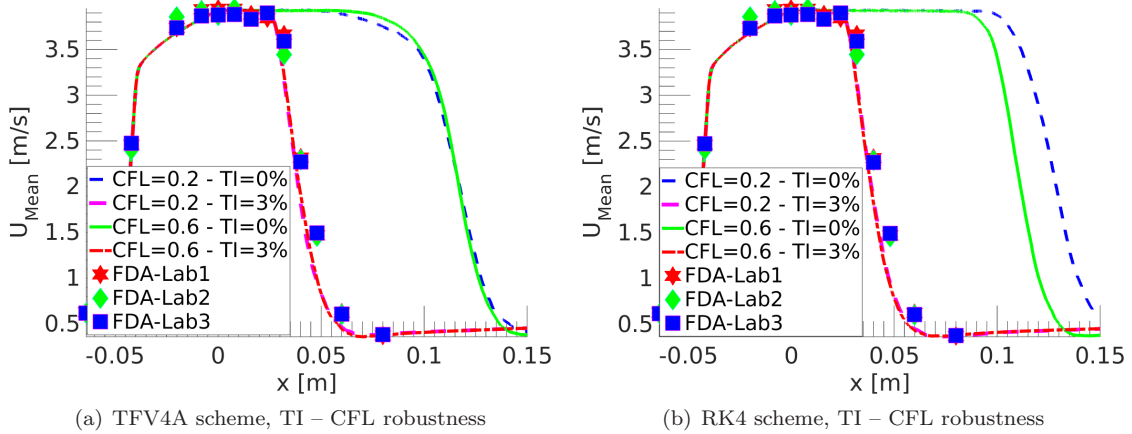 3.5
3
2.5
2
1.5
1
0.5
U_Mean [m/s]
CFL=0.2 - TI=0%
CFL=0.2 - TI=3%
CFL=0.6 - TI=0%
CFL=0.6 - TI=3%
FDA-Lab1
FDA-Lab2
FDA-Lab3
-0.05 0 0.05 0.1 0.15
x [m]
(a) TFV4A scheme, TI – CFL robustness
3.5
3
2.5
2
1.5
1
0.5
U_Mean [m/s]
CFL=0.2 - TI=0%
CFL=0.2 - TI=3%
CFL=0.6 - TI=0%
CFL=0.6 - TI=3%
FDA-Lab1
FDA-Lab2
FDA-Lab3
-0.05 0 0.05 0.1 0.15
x [m]
(b) RK4 scheme, TI – CFL robustness